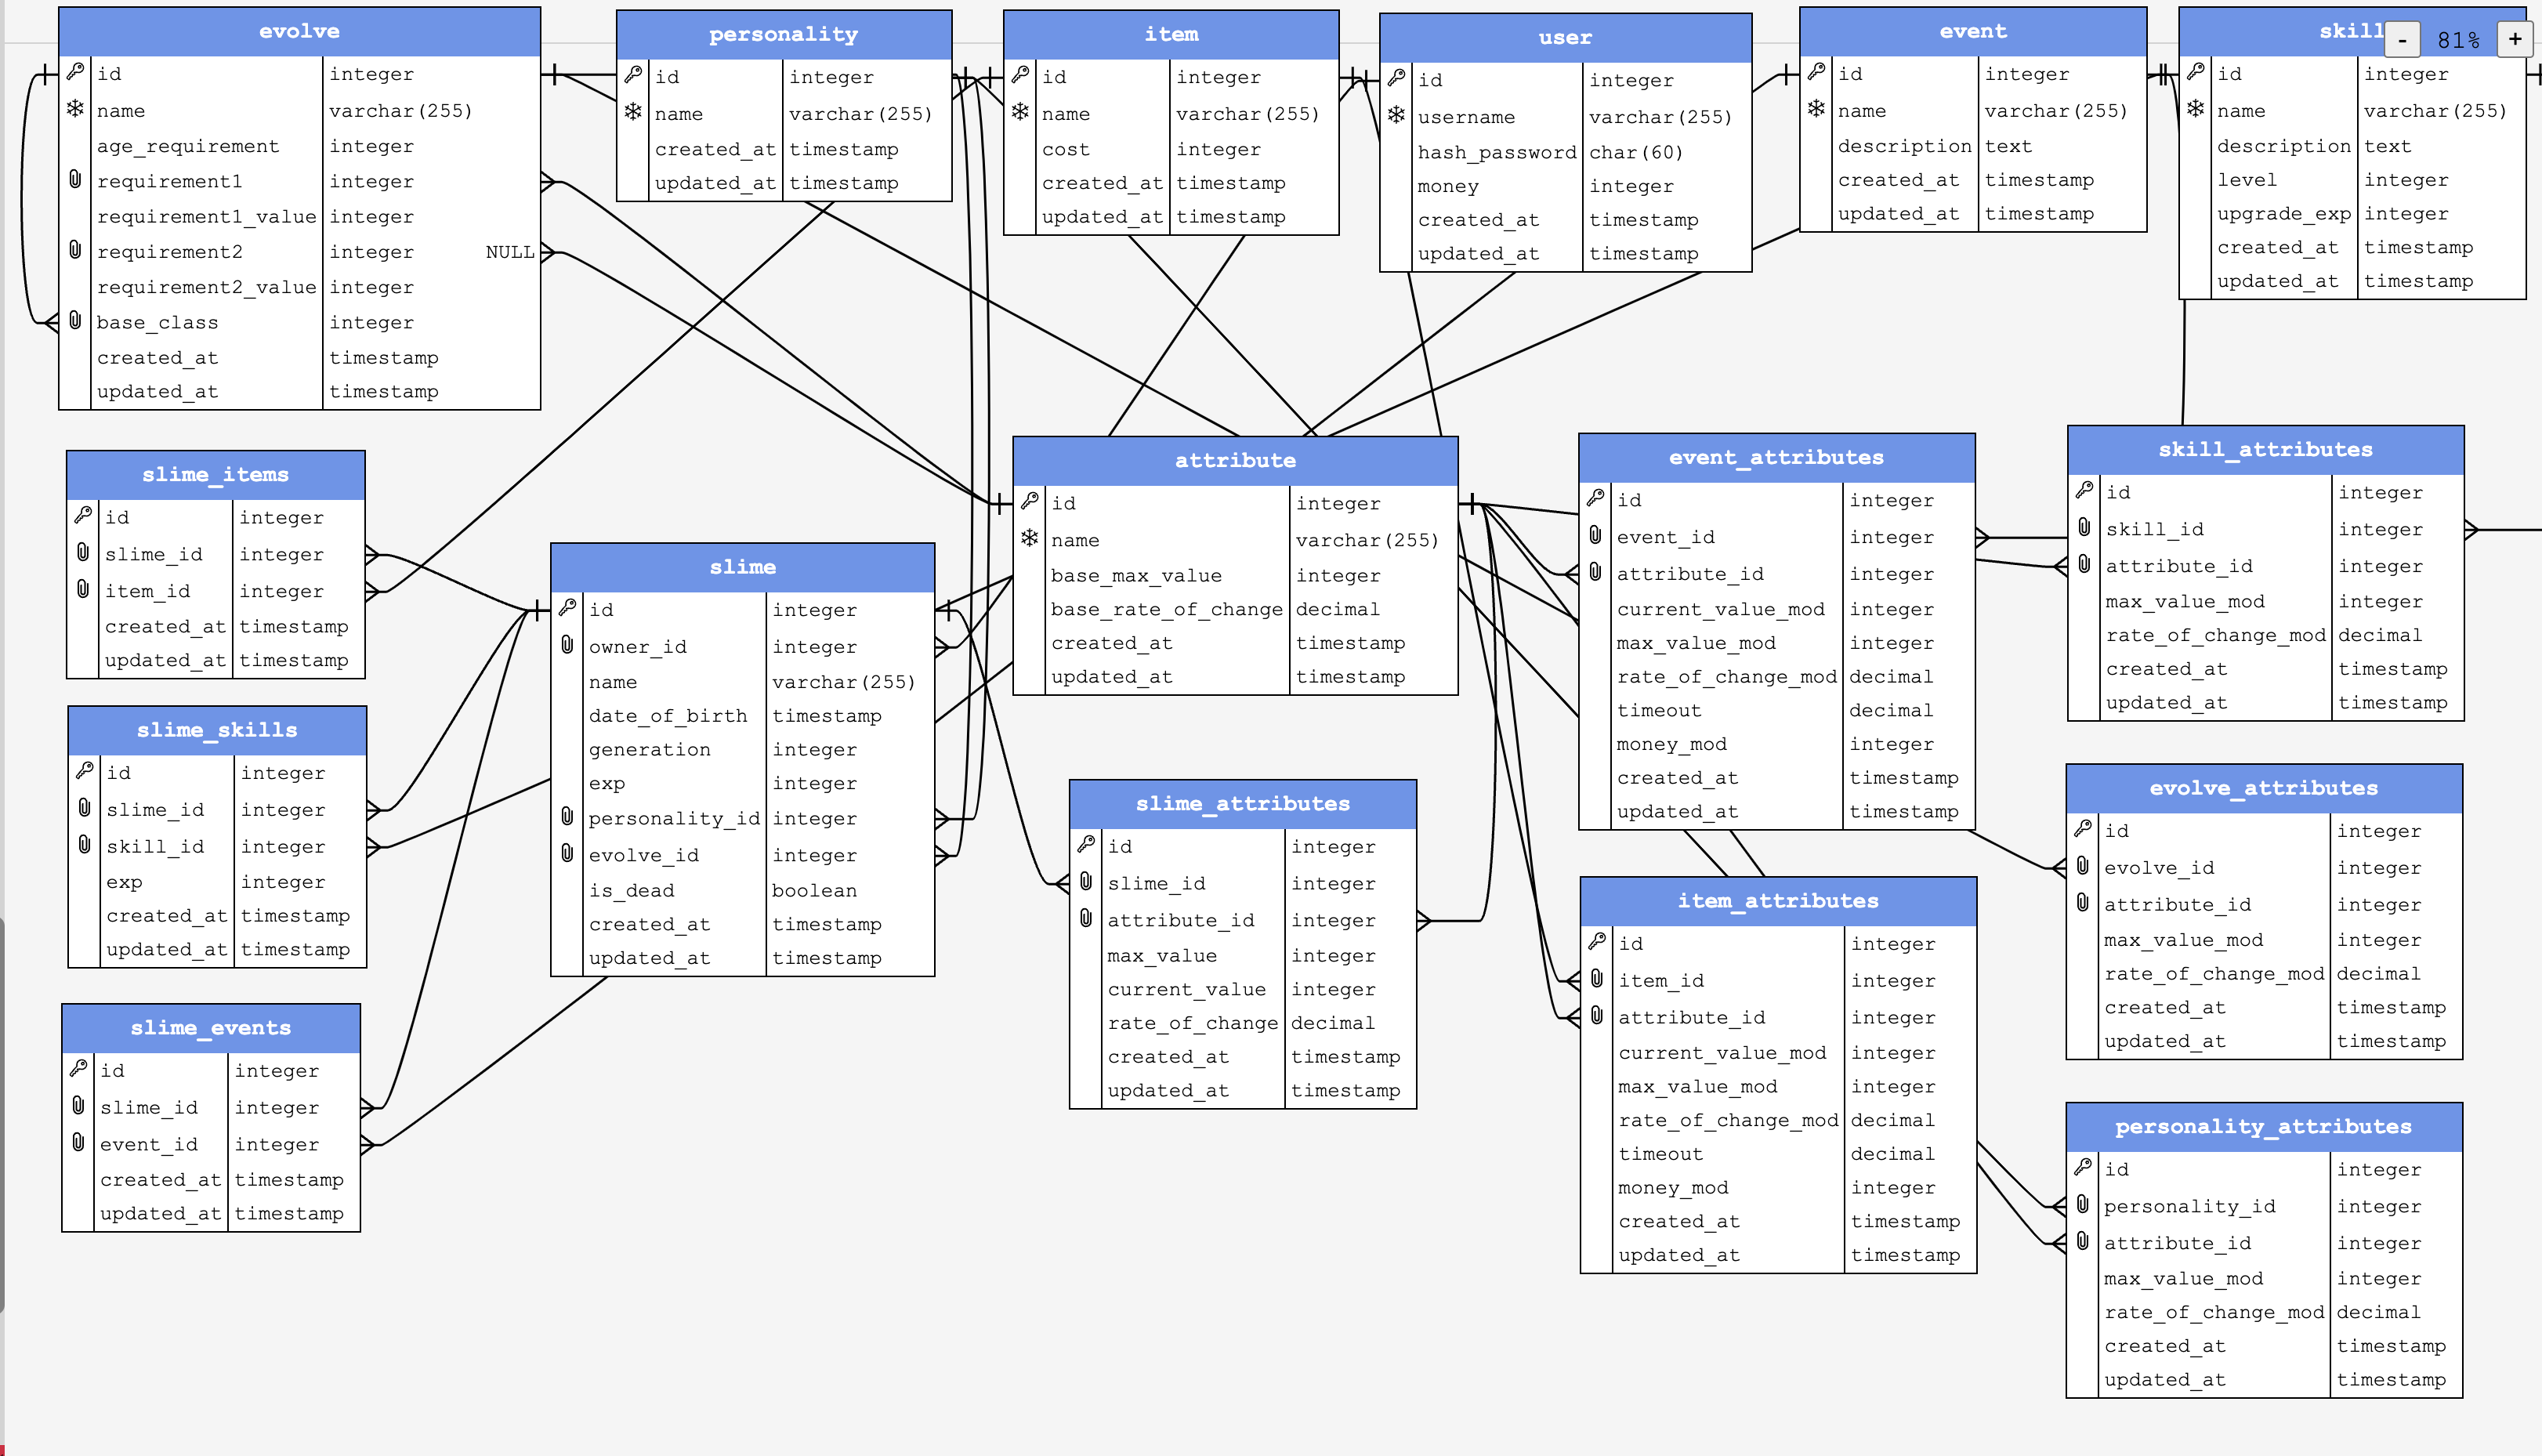 evolve
id integer
name varchar(255)
age_requirement integer
requirement1 integer
requirement1_value integer
requirement2 integer NULL
requirement2_value integer
base_class integer
created_at timestamp
updated_at timestamp
personality
id integer
name varchar(255)
created_at timestamp
updated_at timestamp
item
id integer
name varchar(255)
cost integer
created_at timestamp
updated_at timestamp
user
id integer
username varchar(255)
hash_password char(60)
money integer
created_at timestamp
updated_at timestamp
event
id integer
name varchar(255)
description text
created_at timestamp
updated_at timestamp
skill
- 81% +
id integer
name varchar(255)
description text
level integer
upgrade_exp integer
created_at timestamp
updated_at timestamp
slime_items
id integer
slime_id integer
item_id integer
created_at timestamp
updated_at timestamp
slime_skills
id integer
slime_id integer
skill_id integer
exp integer
created_at timestamp
updated_at timestamp
slime_events
id integer
slime_id integer
event_id integer
created_at timestamp
updated_at timestamp
slime
id integer
owner_id integer
name varchar(255)
date_of_birth timestamp
generation integer
exp integer
personality_id integer
evolve_id integer
is_dead boolean
created_at timestamp
updated_at timestamp
attribute
id integer
name varchar(255)
base_max_value integer
base_rate_of_change decimal
created_at timestamp
updated_at timestamp
slime_attributes
id integer
slime_id integer
attribute_id integer
max_value integer
current_value integer
rate_of_change decimal
created_at timestamp
updated_at timestamp
event_attributes
id integer
event_id integer
attribute_id integer
current_value_mod integer
max_value_mod integer
rate_of_change_mod decimal
timeout decimal
money_mod integer
created_at timestamp
updated_at timestamp
item_attributes
id integer
item_id integer
attribute_id integer
current_value_mod integer
max_value_mod integer
rate_of_change_mod decimal
timeout decimal
money_mod integer
created_at timestamp
updated_at timestamp
skill_attributes
id integer
skill_id integer
attribute_id integer
max_value_mod integer
rate_of_change_mod decimal
created_at timestamp
updated_at timestamp
evolve_attributes
id integer
evolve_id integer
attribute_id integer
max_value_mod integer
rate_of_change_mod decimal
created_at timestamp
updated_at timestamp
personality_attributes
id integer
personality_id integer
attribute_id integer
max_value_mod integer
rate_of_change_mod decimal
created_at timestamp
updated_at timestamp